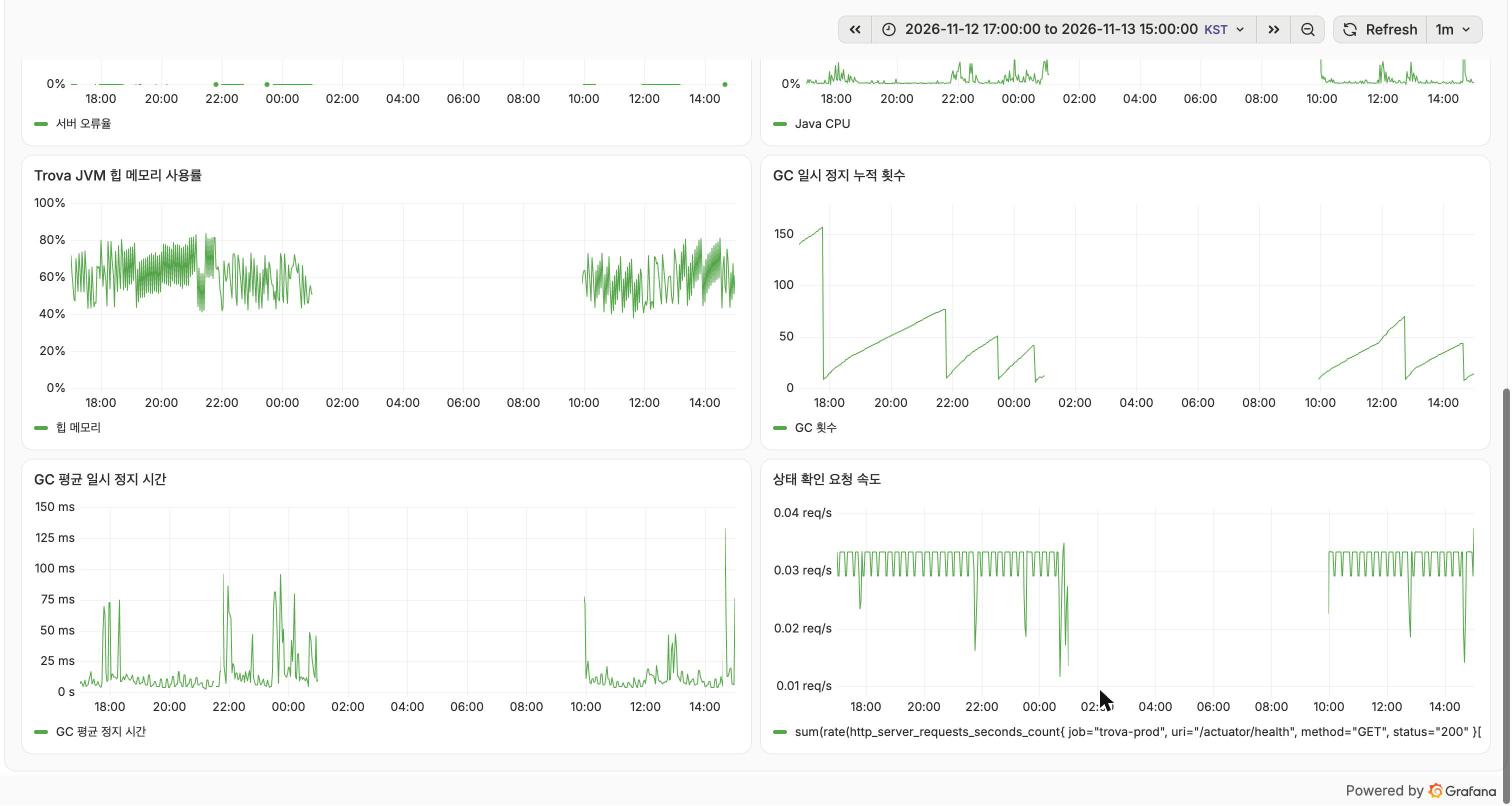 2026-11-12 17:00:00 to 2026-11-13 15:00:00 KST
Refresh
1m
0%
18:00 20:00 22:00 00:00 02:00 04:00 06:00 08:00 10:00 12:00 14:00
서버 오류율
0%
18:00 20:00 22:00 00:00 02:00 04:00 06:00 08:00 10:00 12:00 14:00
Java CPU
Trova JVM 힙 메모리 사용률
100%
80%
60%
40%
20%
0%
18:00 20:00 22:00 00:00 02:00 04:00 06:00 08:00 10:00 12:00 14:00
힙 메모리
GC 일시 정지 누적 횟수
150
100
50
0
18:00 20:00 22:00 00:00 02:00 04:00 06:00 08:00 10:00 12:00 14:00
GC 횟수
GC 평균 일시 정지 시간
150 ms
125 ms
100 ms
75 ms
50 ms
25 ms
0 s
18:00 20:00 22:00 00:00 02:00 04:00 06:00 08:00 10:00 12:00 14:00
GC 평균 정지 시간
상태 확인 요청 속도
0.04 req/s
0.03 req/s
0.02 req/s
0.01 req/s
18:00 20:00 22:00 00:00 02:00 04:00 06:00 08:00 10:00 12:00 14:00
sum(rate(http_server_requests_seconds_count{ job="trova-prod", uri="/actuator/health", method="GET", status="200" }[
Powered by Grafana